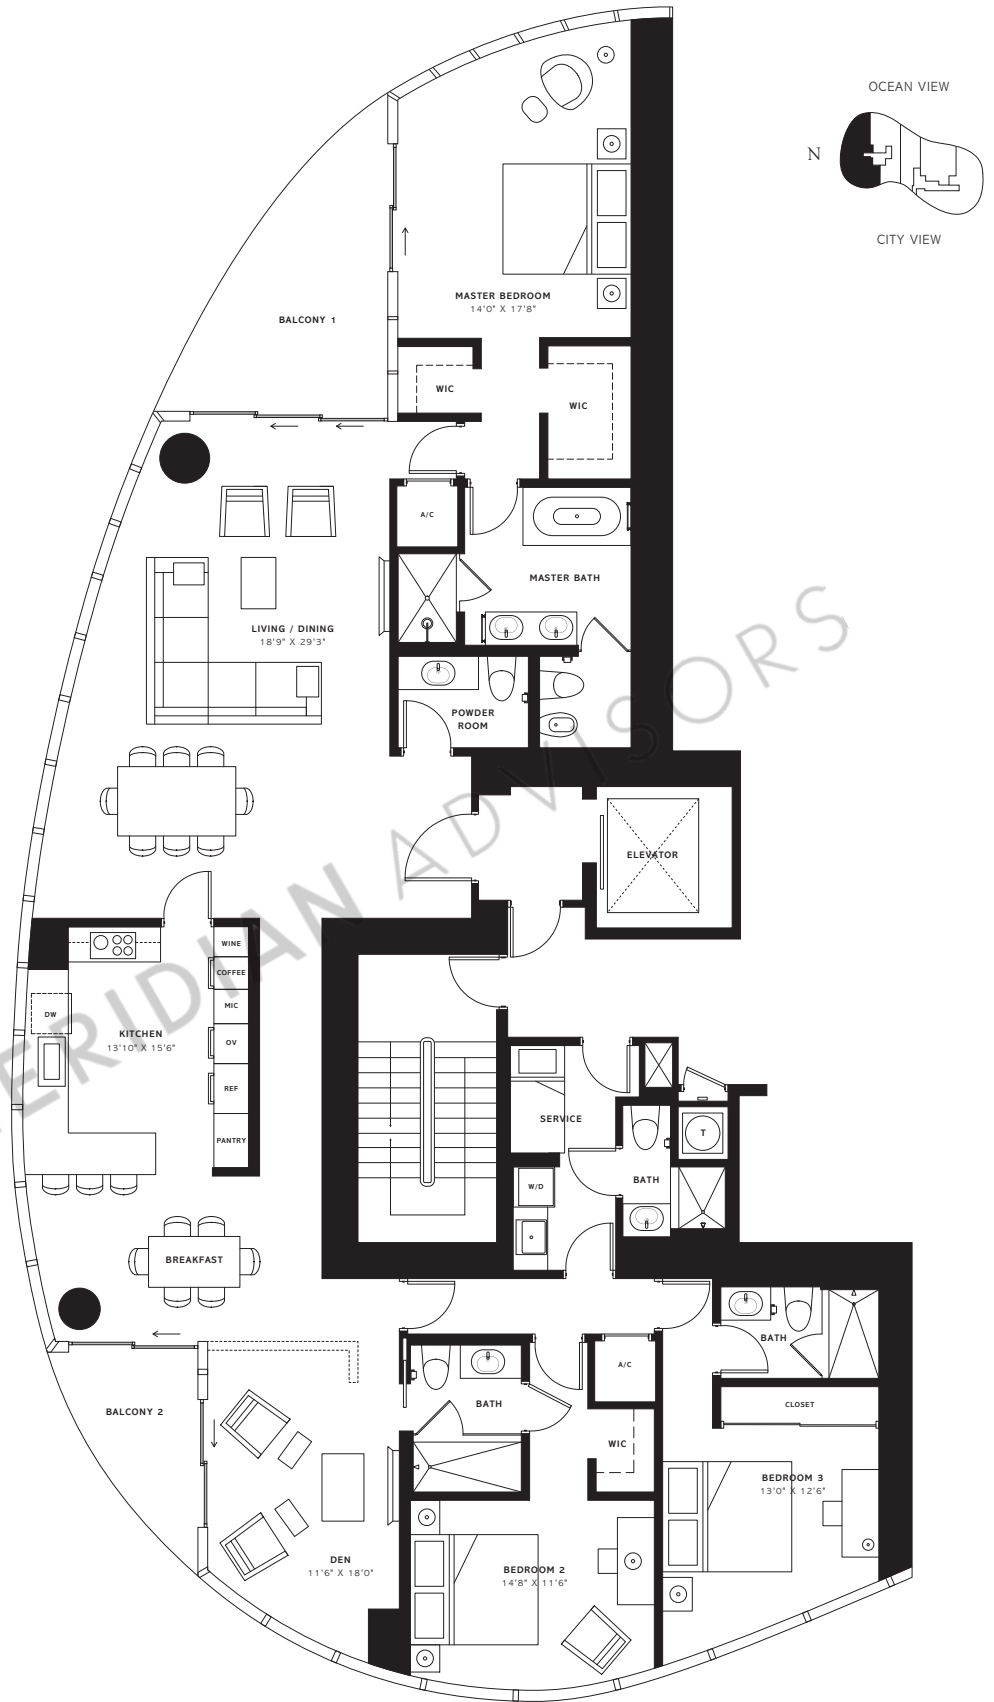 OCEAN VIEW
N
CITY VIEW
MASTER BEDROOM
14'0" X 17'8"
BALCONY 1
WIC
WIC
A/C
MASTER BATH
LIVING / DINING
18'9" X 29'3"
POWDER
ROOM
ELEVATOR
WINE
COFFEE
MIC
DW
KITCHEN
13'10" X 15'6"
OV
REF
PANTRY
SERVICE
T
BATH
W/D
BREAKFAST
BATH
A/C
BALCONY 2
BATH
CLOSET
WIC
BEDROOM 3
13'0" X 12'6"
DEN
11'6" X 18'0"
BEDROOM 2
14'8" X 11'6"
ERIDIAN ADVISORS